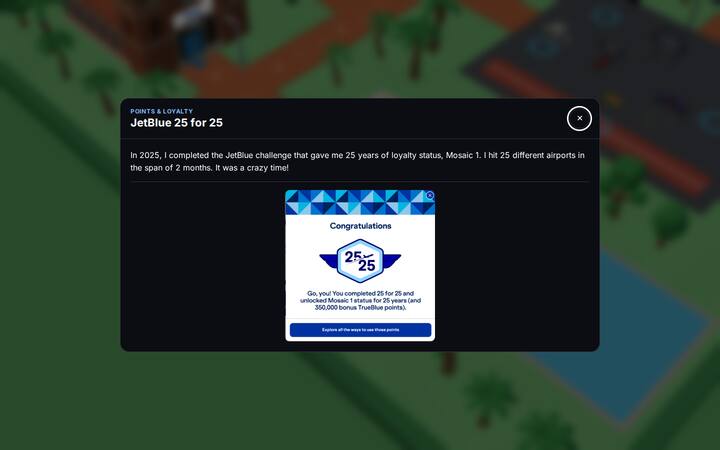 POINTS & LOYALTY
JetBlue 25 for 25
In 2025, I completed the JetBlue challenge that gave me 25 years of loyalty status, Mosaic 1. I hit 25 different airports in
the span of 2 months. It was a crazy time!
Congratulations
25
25
Go, you! You completed 25 for 25 and
unlocked Mosaic 1 status for 25 years (and
350,000 bonus TrueBlue points).
Explore all the ways to use those points